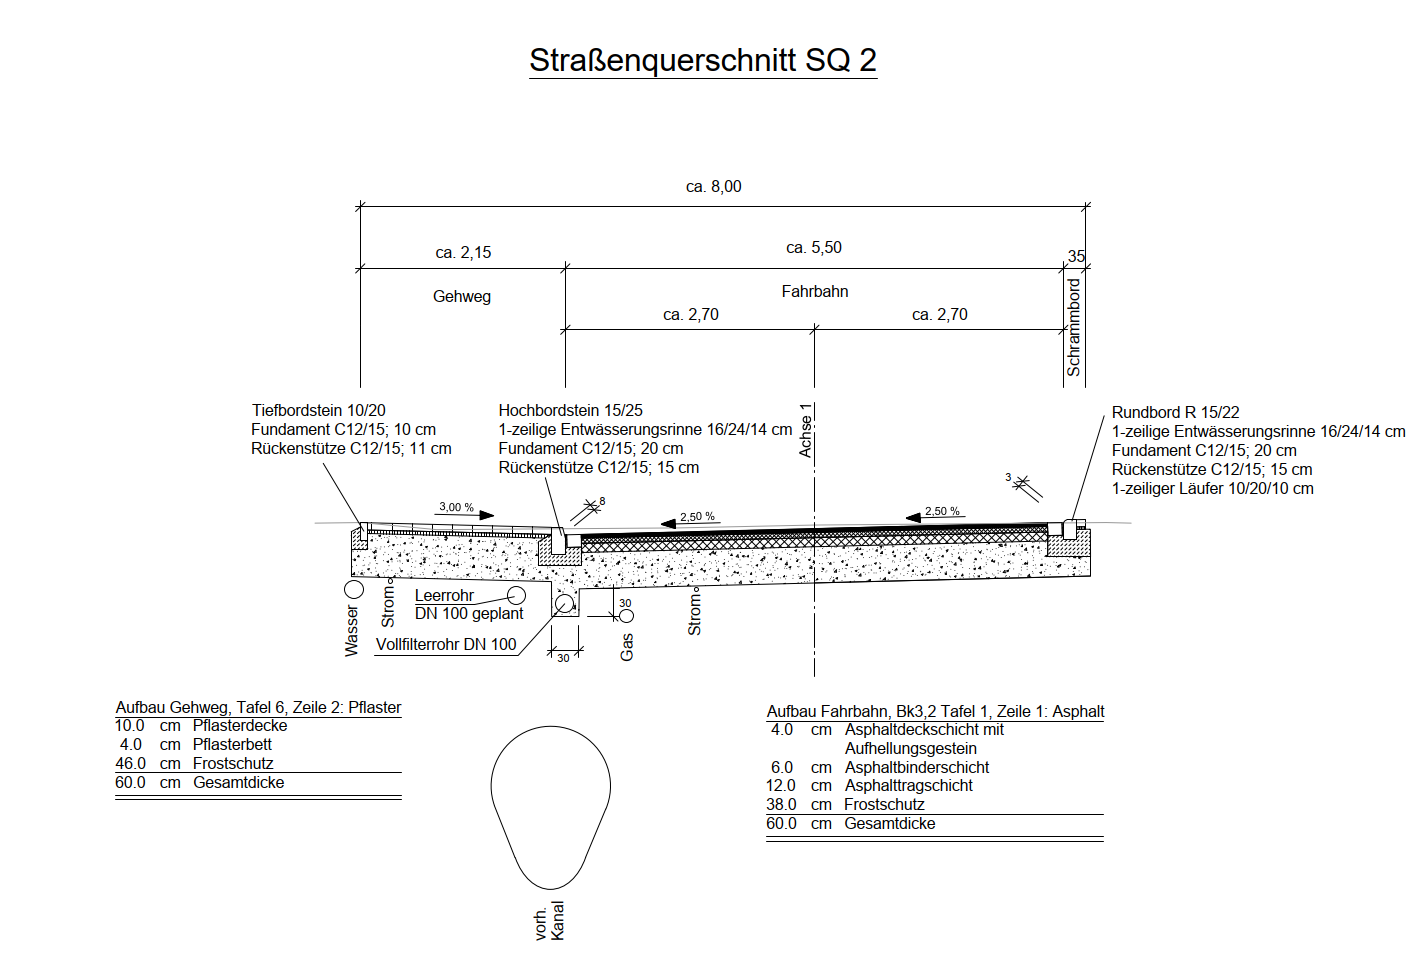 Straßenquerschnitt SQ 2
ca. 8,00
ca. 2,15
ca. 5,50
35
Gehweg
Fahrbahn
Schrammbord
ca. 2,70
ca. 2,70
Tiefbordstein 10/20
Fundament C12/15; 10 cm
Rückenstütze C12/15; 11 cm
Hochbordstein 15/25
1-zeilige Entwässerungsrinne 16/24/14 cm
Fundament C12/15; 20 cm
Rückenstütze C12/15; 15 cm
Achse 1
Rundbord R 15/22
1-zeilige Entwässerungsrinne 16/24/14 cm
Fundament C12/15; 20 cm
Rückenstütze C12/15; 15 cm
1-zeiliger Läufer 10/20/10 cm
3,00 %
8
2,50 %
2,50 %
3
Wasser
Strom
Leerrohr
DN 100 geplant
Vollfilterrohr DN 100
30
30
Gas
Strom
Aufbau Gehweg, Tafel 6, Zeile 2: Pflaster
10.0 cm Pflasterdecke
4.0 cm Pflasterbett
46.0 cm Frostschutz
60.0 cm Gesamtdicke
Aufbau Fahrbahn, Bk3,2 Tafel 1, Zeile 1: Asphalt
4.0 cm Asphaltdeckschicht mit
Aufhellungsgestein
6.0 cm Asphaltbinderschicht
12.0 cm Asphalttragschicht
38.0 cm Frostschutz
60.0 cm Gesamtdicke
vorh.
Kanal